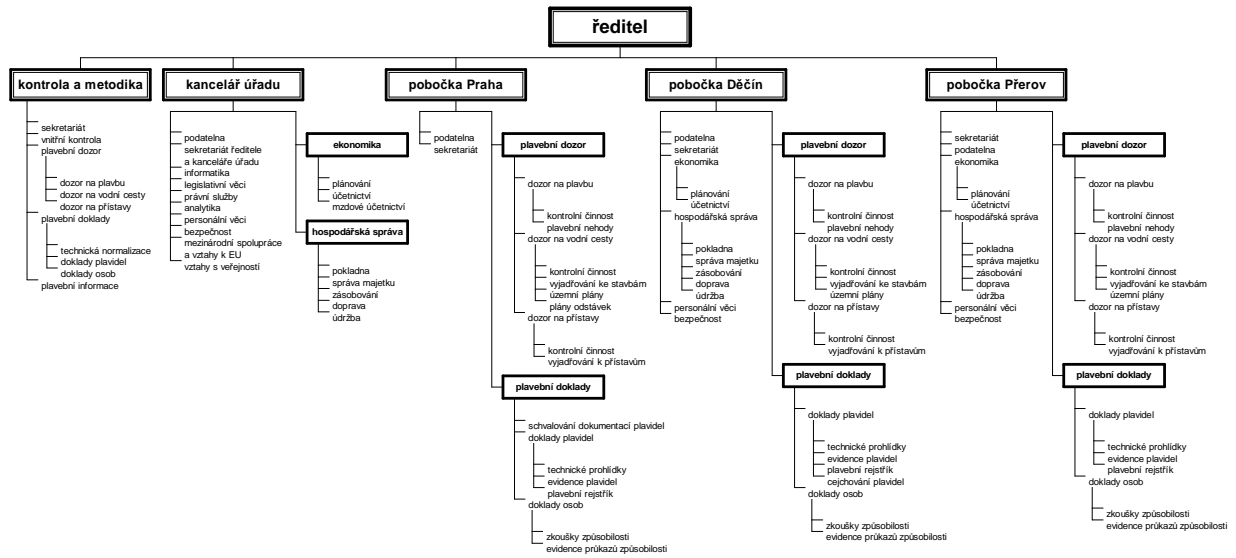 ředitel
kontrola a metodika
sekretariát
vnitřní kontrola
plavební dozor
dozor na plavbu
dozor na vodní cesty
dozor na přístavy
plavební doklady
technická normalizace
doklady plavidel
doklady osob
plavební informace
kancelář úřadu
podatelna
sekretariát ředitele
a kanceláře úřadu
informatika
legislativní věci
právní služby
analytika
personální věci
bezpečnost
mezinárodní spolupráce
a vztahy k EU
vztahy s veřejností
ekonomika
plánování
účetnictví
mzdové účetnictví
hospodářská správa
pokladna
správa majetku
zásobování
doprava
údržba
pobočka Praha
podatelna
sekretariát
plavební dozor
dozor na plavbu
kontrolní činnost
plavební nehody
dozor na vodní cesty
kontrolní činnost
vyjadřování ke stavbám
územní plány
plány odstávek
dozor na přístavy
kontrolní činnost
vyjadřování k přístavům
plavební doklady
schvalování dokumentací plavidel
doklady plavidel
technické prohlídky
evidence plavidel
plavební rejstřík
doklady osob
zkoušky způsobilosti
evidence průkazů způsobilosti
pobočka Děčín
podatelna
sekretariát
ekonomika
plánování
účetnictví
hospodářská správa
pokladna
správa majetku
zásobování
doprava
údržba
personální věci
bezpečnost
plavební dozor
dozor na plavbu
kontrolní činnost
plavební nehody
dozor na vodní cesty
kontrolní činnost
vyjadřování ke stavbám
územní plány
dozor na přístavy
kontrolní činnost
vyjadřování k přístavům
plavební doklady
doklady plavidel
technické prohlídky
evidence plavidel
plavební rejstřík
cejchování plavidel
doklady osob
zkoušky způsobilosti
evidence průkazů způsobilosti
pobočka Přerov
sekretariát
podatelna
ekonomika
plánování
účetnictví
hospodářská správa
pokladna
správa majetku
zásobování
doprava
údržba
personální věci
bezpečnost
plavební dozor
dozor na plavbu
kontrolní činnost
plavební nehody
dozor na vodní cesty
kontrolní činnost
vyjadřování ke stavbám
územní plány
dozor na přístavy
kontrolní činnost
vyjadřování k přístavům
plavební doklady
doklady plavidel
technické prohlídky
evidence plavidel
plavební rejstřík
doklady osob
zkoušky způsobilosti
evidence průkazů způsobilosti